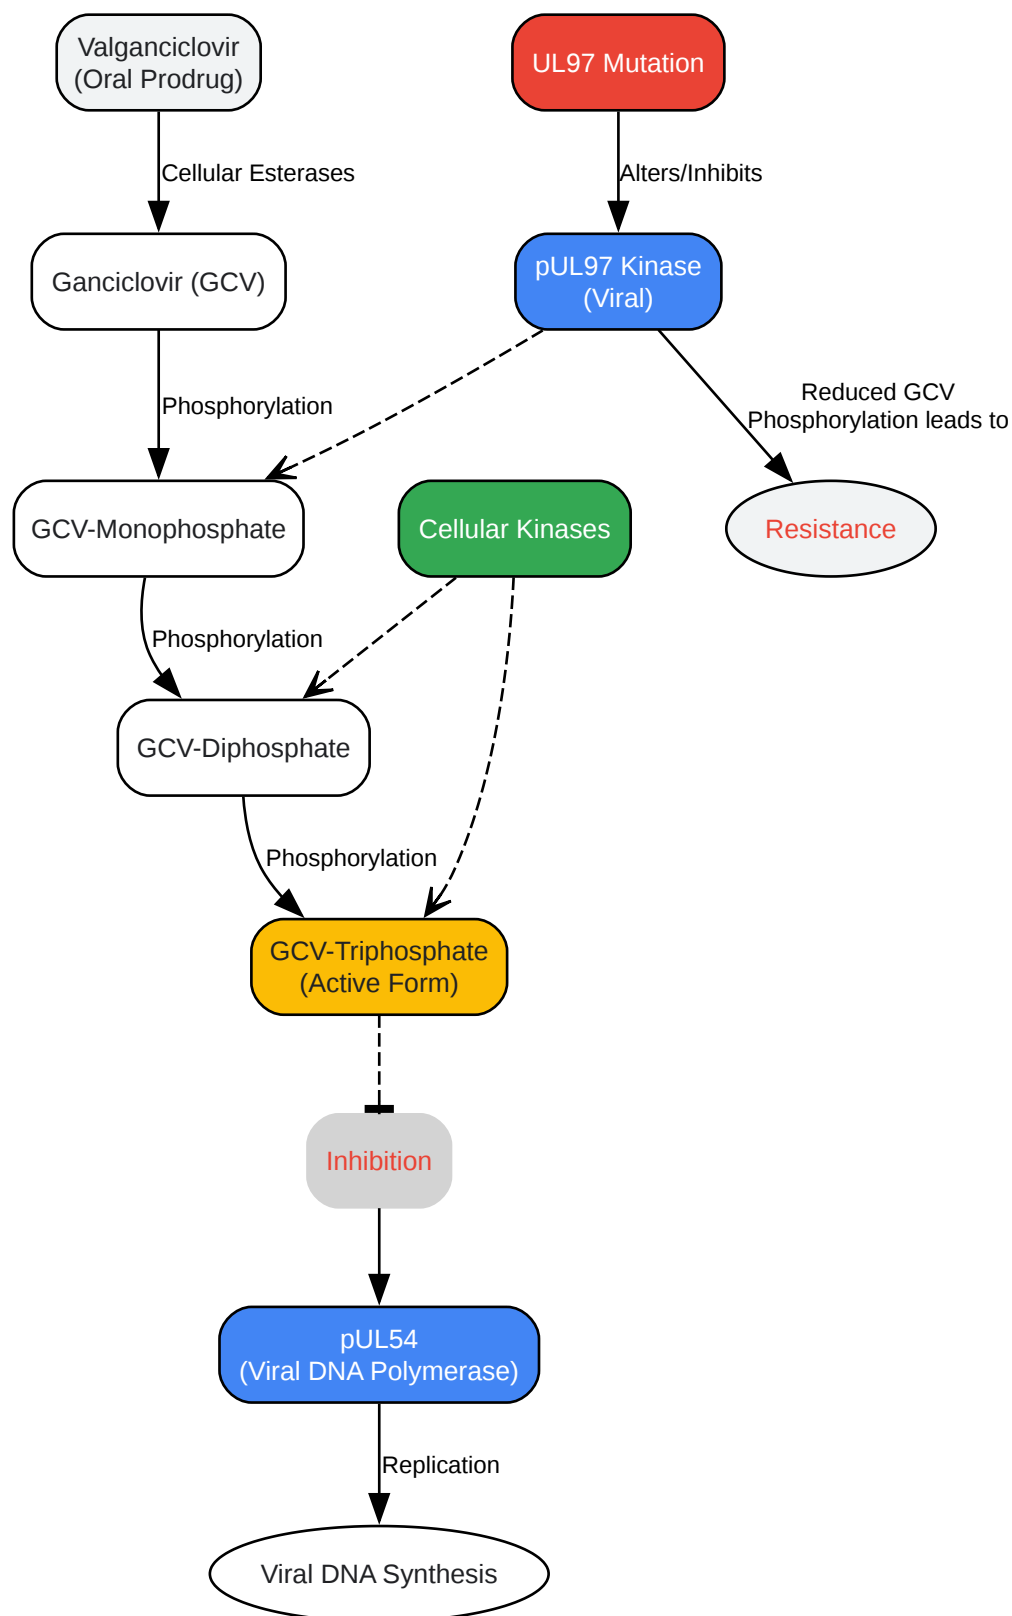 Valganciclovir
(Oral Prodrug)
UL97 Mutation
Cellular Esterases
Alters/Inhibits
Ganciclovir (GCV)
pUL97 Kinase
(Viral)
Phosphorylation
Reduced GCV
Phosphorylation leads to
GCV-Monophosphate
Cellular Kinases
Resistance
Phosphorylation
GCV-Diphosphate
Phosphorylation
GCV-Triphosphate
(Active Form)
Inhibition
pUL54
(Viral DNA Polymerase)
Replication
Viral DNA Synthesis